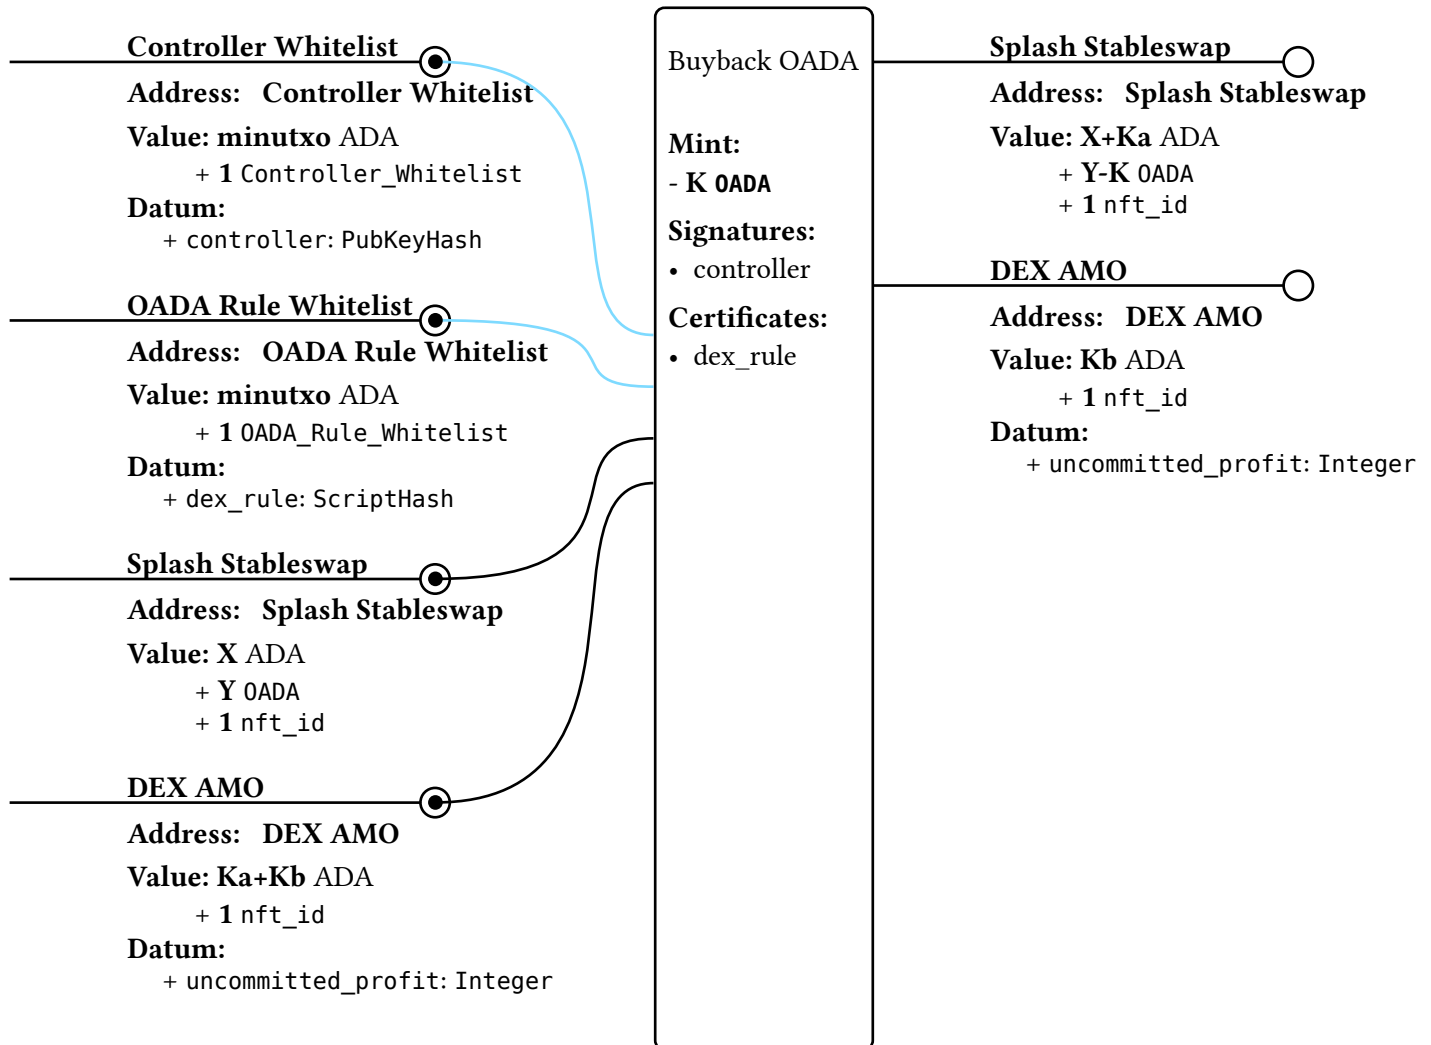 Controller Whitelist
Address: Controller Whitelist
Value: minutxo ADA
+ 1 Controller_Whitelist
Datum:
+ controller: PubKeyHash
OADA Rule Whitelist
Address: OADA Rule Whitelist
Value: minutxo ADA
+ 1 OADA_Rule_Whitelist
Datum:
+ dex_rule: ScriptHash
Splash Stableswap
Address: Splash Stableswap
Value: X ADA
+ Y OADA
+ 1 nft_id
DEX AMO
Address: DEX AMO
Value: Ka+Kb ADA
+ 1 nft_id
Datum:
+ uncommitted_profit: Integer
Buyback OADA
Mint:
- K OADA
Signatures:
• controller
Certificates:
• dex_rule
Splash Stableswap
Address: Splash Stableswap
Value: X+Ka ADA
+ Y-K OADA
+ 1 nft_id
DEX AMO
Address: DEX AMO
Value: Kb ADA
+ 1 nft_id
Datum:
+ uncommitted_profit: Integer